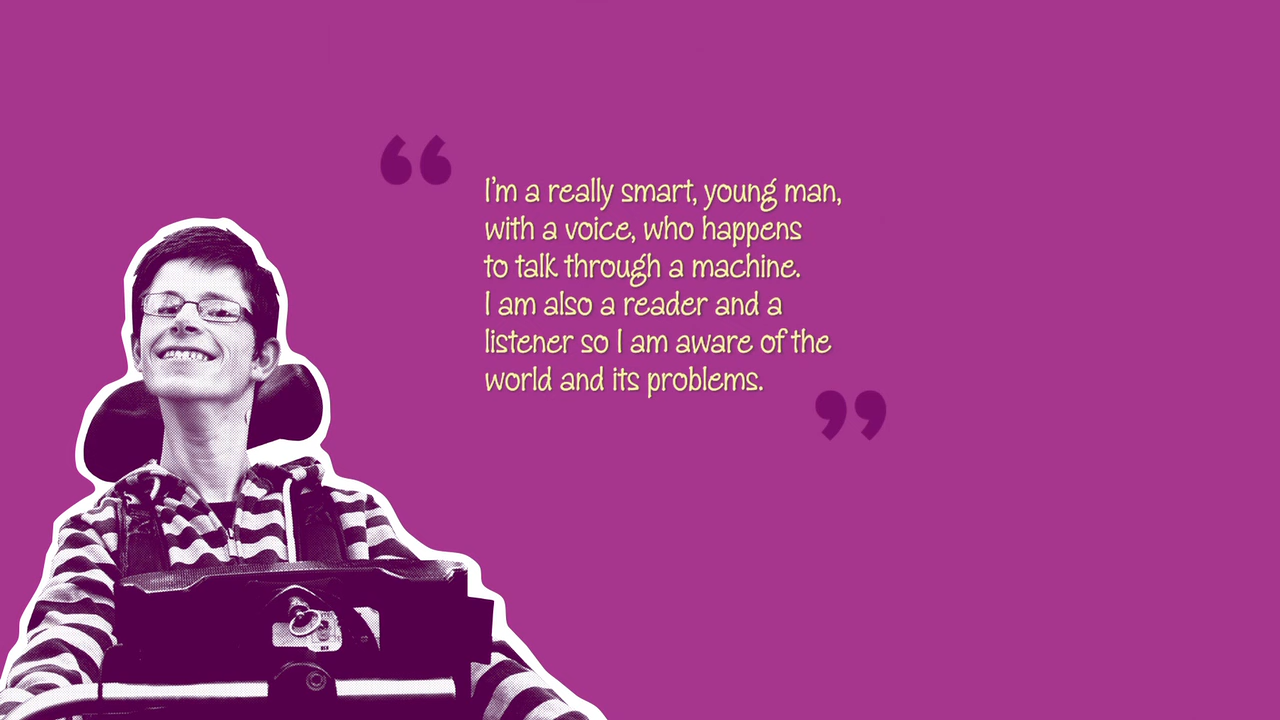 “
I'm a really smart, young man,
with a voice, who happens
to talk through a machine.
I am also a reader and a
listener so I am aware of the
world and its problems.
”